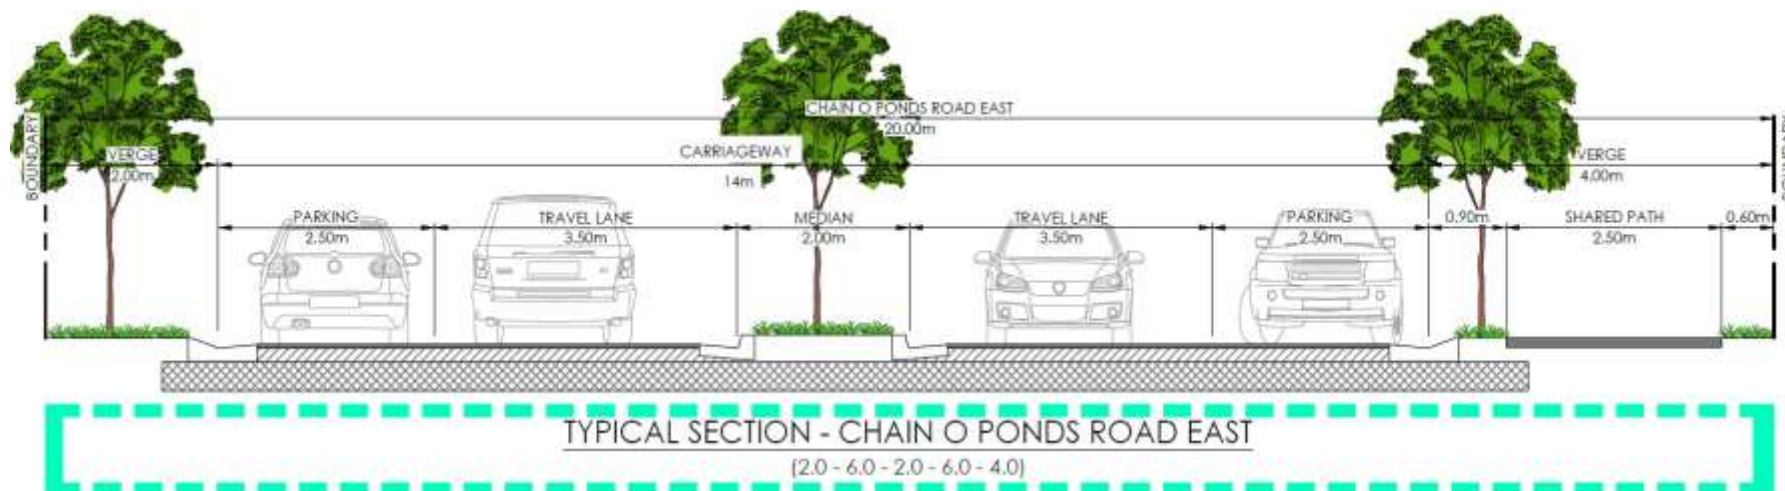 CHAIN O PONDS ROAD EAST
20.00m
BOUNDARY
VERGE
2.00m
CARRIAGEWAY
14m
VERGE
4.00m
BOUNDARY
PARKING
2.50m
TRAVEL LANE
3.50m
MEDIAN
2.00m
TRAVEL LANE
3.50m
PARKING
2.50m
0.90m
SHARED PATH
2.50m
0.60m
TYPICAL SECTION - CHAIN O PONDS ROAD EAST
(2.0 - 6.0 - 2.0 - 6.0 - 4.0)